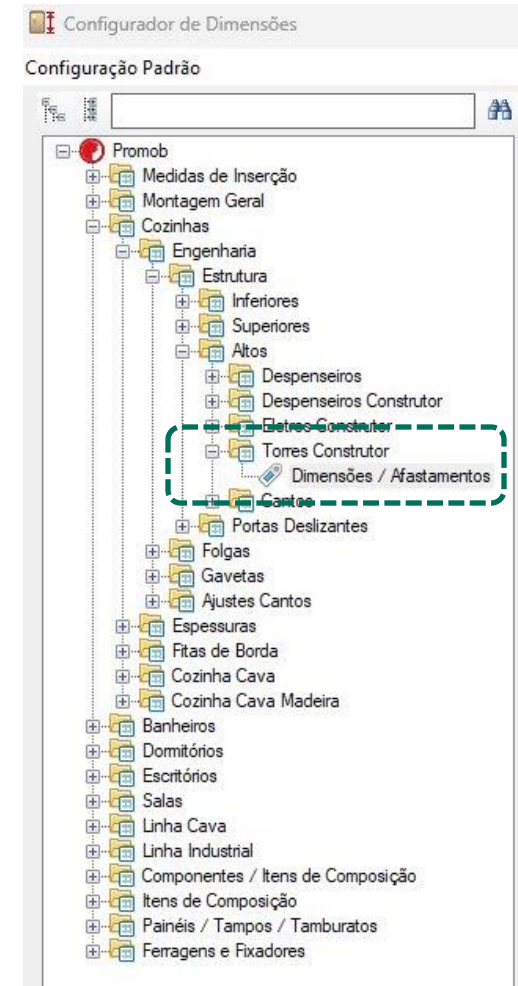 Configurador de Dimensões
Configuração Padrão
Promob
Medidas de Inserção
Montagem Geral
Cozinhas
Engenharia
Estrutura
Inferiores
Superiores
Altos
Despenseiros
Despenseiros Construtor
Eletros Construtor
Torres Construtor
Dimensões / Afastamentos
Cantos
Portas Deslizantes
Folgas
Gavetas
Ajustes Cantos
Espessuras
Fitas de Borda
Cozinha Cava
Cozinha Cava Madeira
Banheiros
Dormitórios
Escritórios
Salas
Linha Cava
Linha Industrial
Componentes / Itens de Composição
Itens de Composição
Painéis / Tampos / Tamburatos
Ferragens e Fixadores